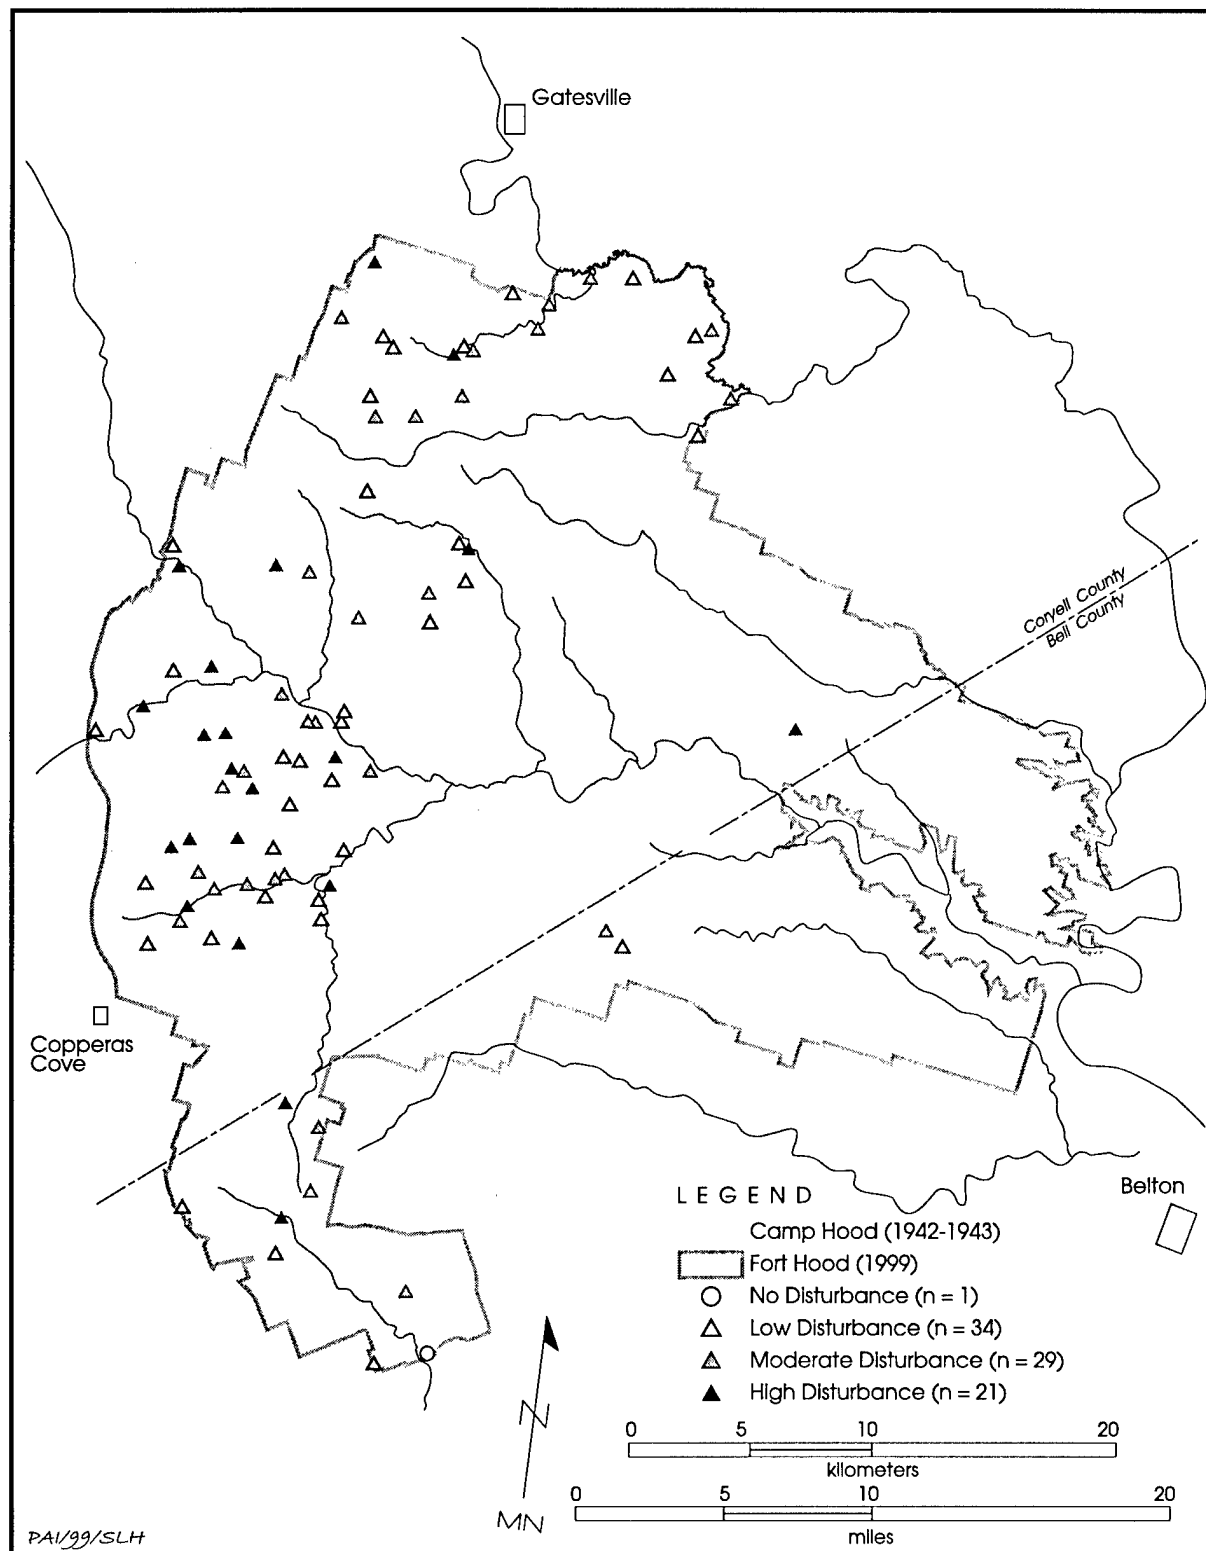 Gatesville
Coryell County
Bell County
Copperas
Cove
Belton
LEGEND
Camp Hood (1942-1943)
Fort Hood (1999)
No Disturbance (n = 1)
Low Disturbance (n = 34)
Moderate Disturbance (n = 29)
High Disturbance (n = 21)
0 5 10 20
kilometers
0 5 10 20
miles
N
MN
PAI/99/SLH